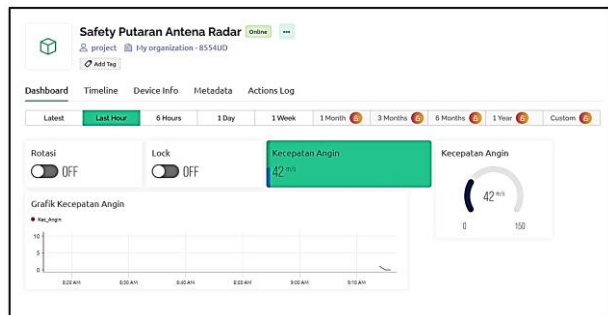 Safety Putaran Antena Radar Online ...
project My organization - 8554UD
Add Tag
Dashboard Timeline Device Info Metadata Actions Log
Latest Last Hour 6 Hours 1 Day 1 Week 1 Month 3 Months 6 Months 1 Year Custom
Rotasi
OFF
Lock
OFF
Kecepatan Angin
42 m/s
Kecepatan Angin
42 m/s
0 150
Grafik Kecepatan Angin
Kec_Angin
10
5
0
8:00 AM 8:20 AM 8:40 AM 8:50 AM 9:00 AM 9:10 AM